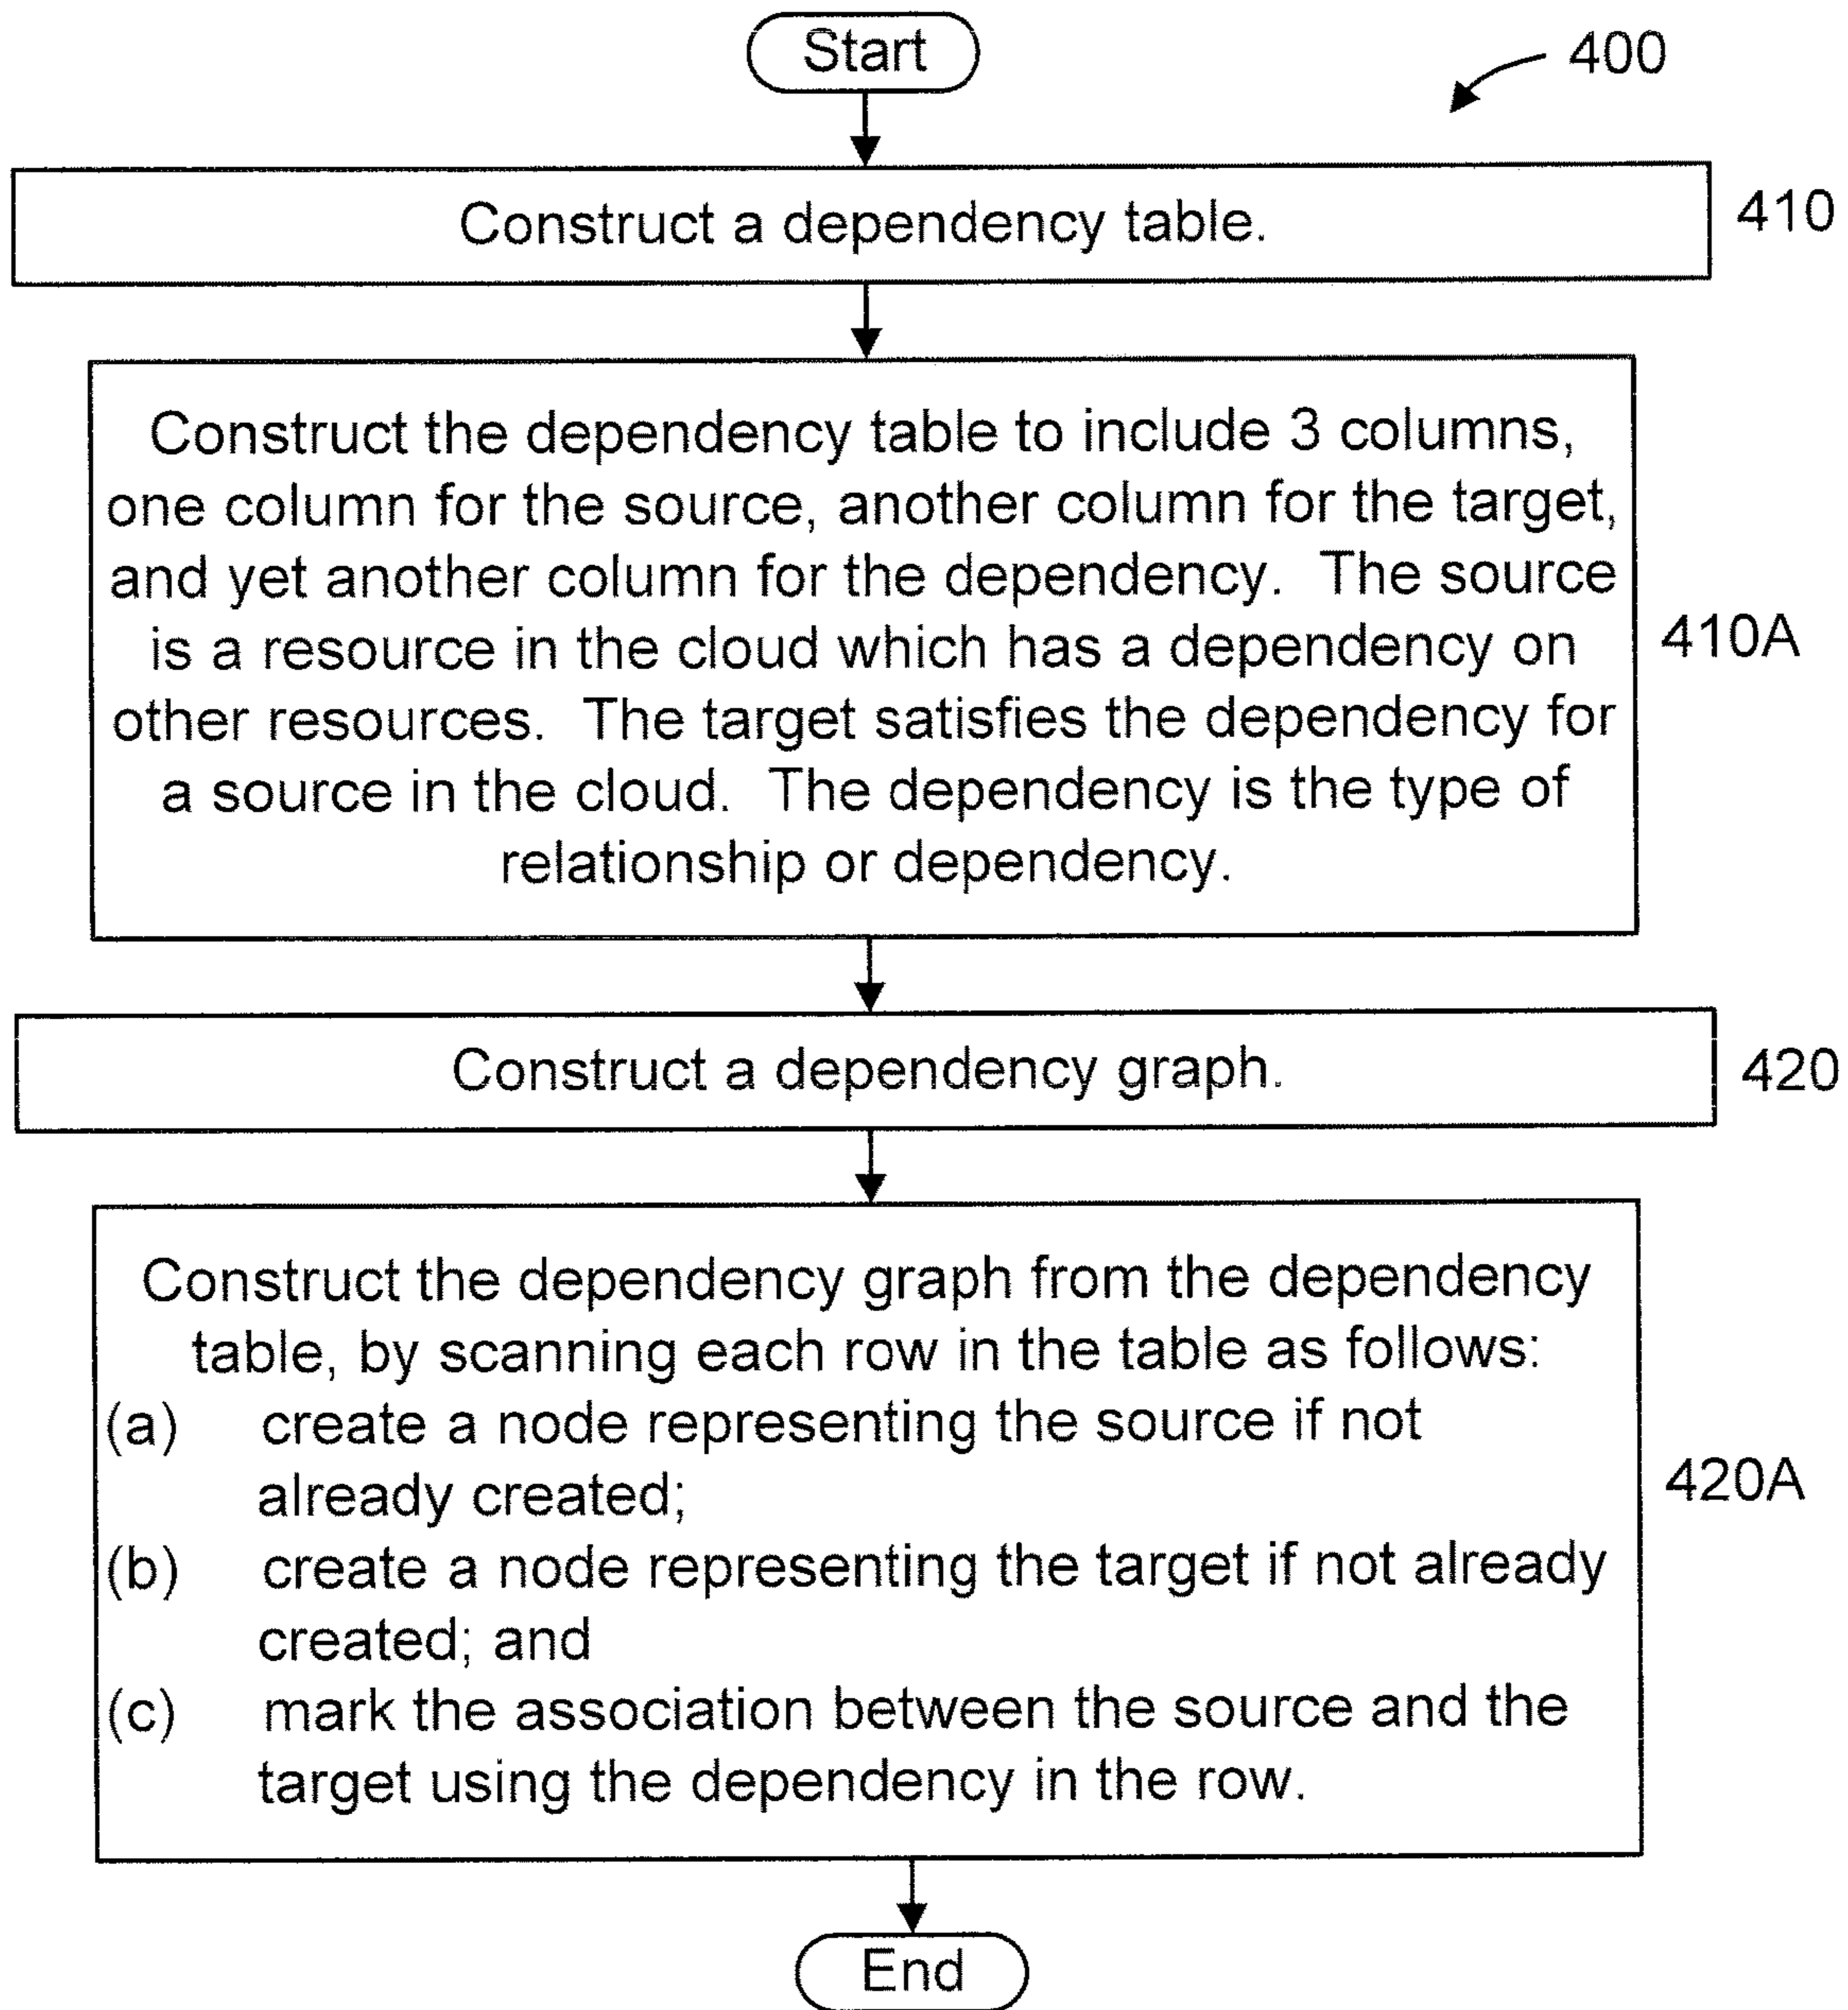 Start
400
Construct a dependency table.
410
Construct the dependency table to include 3 columns,
one column for the source, another column for the target,
and yet another column for the dependency. The source
is a resource in the cloud which has a dependency on
other resources. The target satisfies the dependency for
a source in the cloud. The dependency is the type of
relationship or dependency.
410A
Construct a dependency graph.
420
Construct the dependency graph from the dependency
table, by scanning each row in the table as follows:
(a) create a node representing the source if not
already created;
(b) create a node representing the target if not already
created; and
(c) mark the association between the source and the
target using the dependency in the row.
420A
End